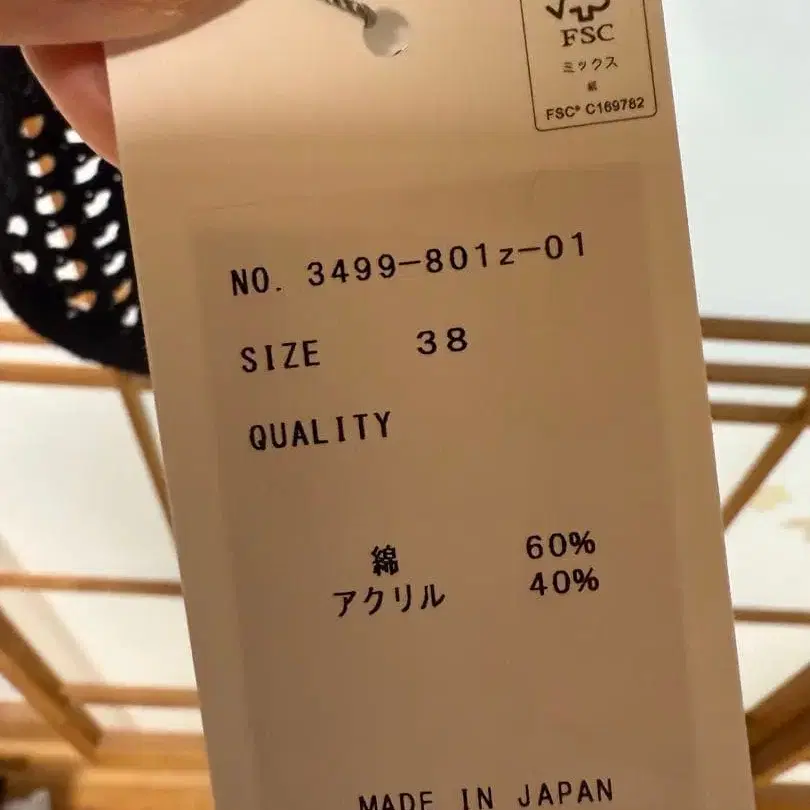 FSC
ミックス
紙
FSC® C169782
NO. 3499-801z-01
SIZE 38
QUALITY
綿 60%
アクリル 40%
MADE IN JAPAN